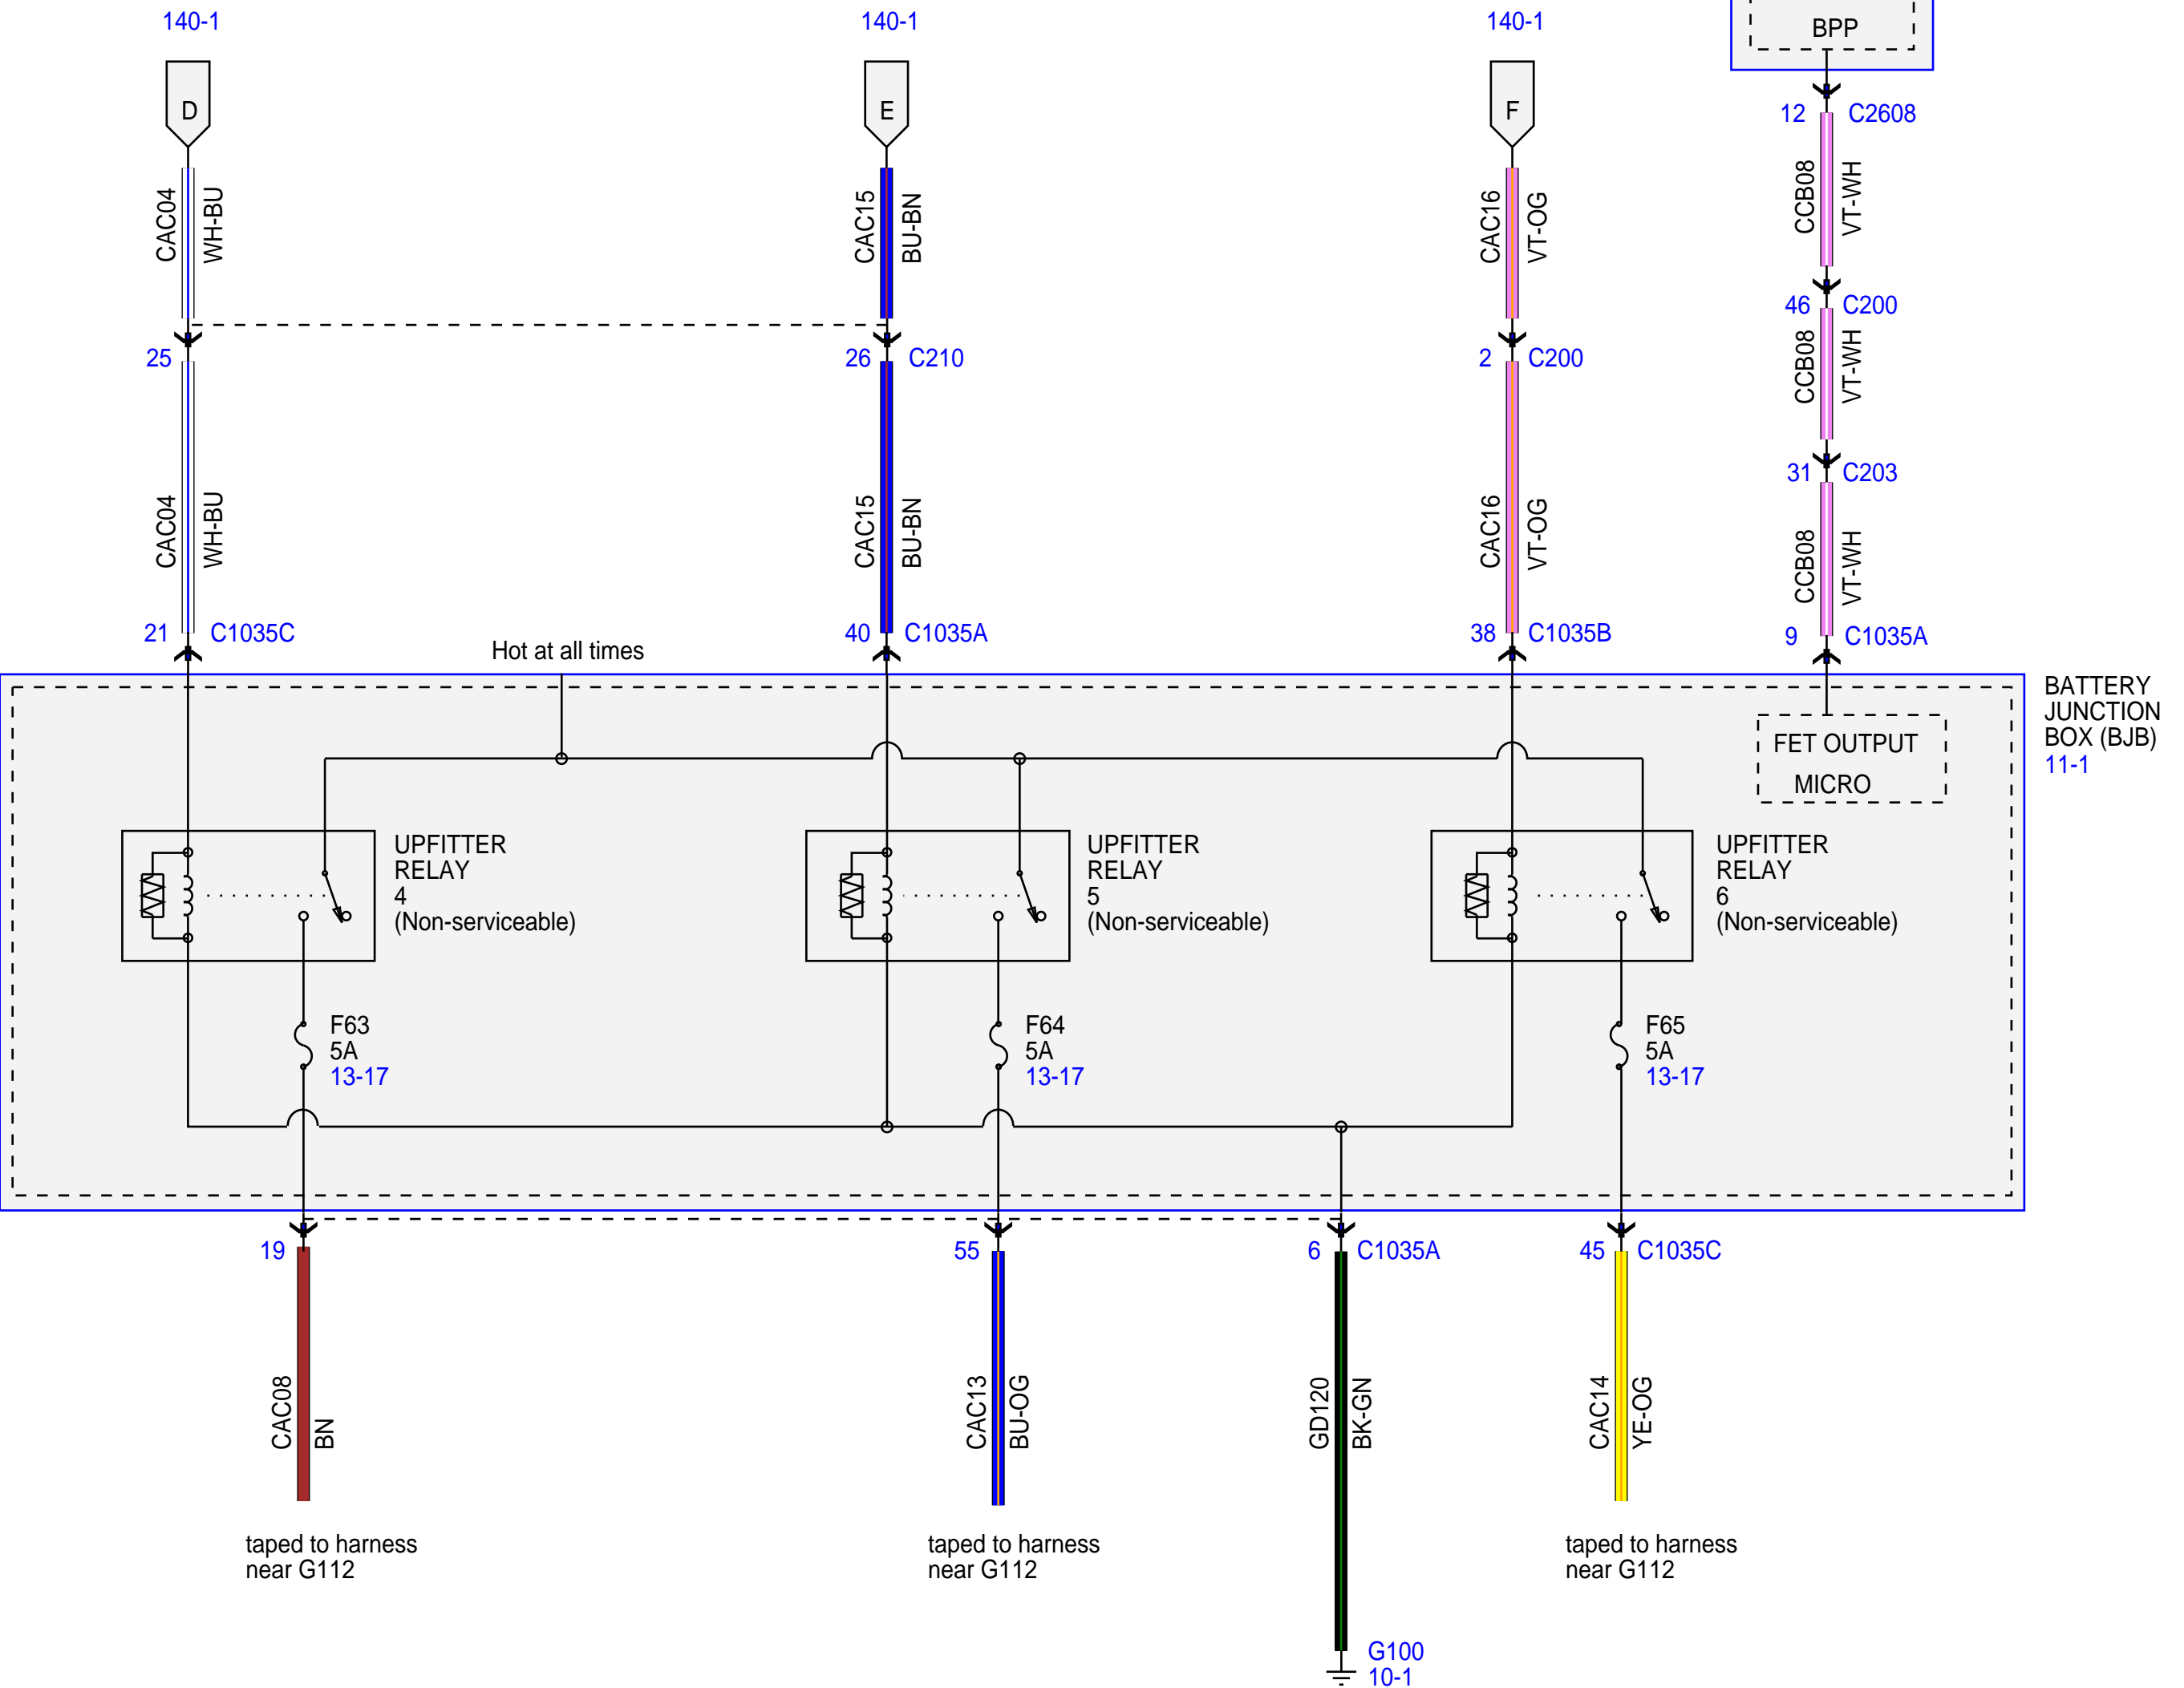 140-1
140-1
140-1
BPP
D
E
F
12 C2608
CAC04
WH-BU
CAC15
BU-BN
CAC16
VT-OG
CCB08
VT-WH
46 C200
25
26 C210
2 C200
CCB08
VT-WH
31 C203
CAC04
WH-BU
CAC15
BU-BN
CAC16
VT-OG
CCB08
VT-WH
21 C1035C
40 C1035A
38 C1035B
9 C1035A
Hot at all times
BATTERY
JUNCTION
BOX (BJB)
11-1
FET OUTPUT
MICRO
UPFITTER
RELAY
4
(Non-serviceable)
UPFITTER
RELAY
5
(Non-serviceable)
UPFITTER
RELAY
6
(Non-serviceable)
F63
5A
13-17
F64
5A
13-17
F65
5A
13-17
19
55
6 C1035A
45 C1035C
CAC08
BN
CAC13
BU-OG
GD120
BK-GN
CAC14
YE-OG
taped to harness
near G112
taped to harness
near G112
taped to harness
near G112
G100
10-1